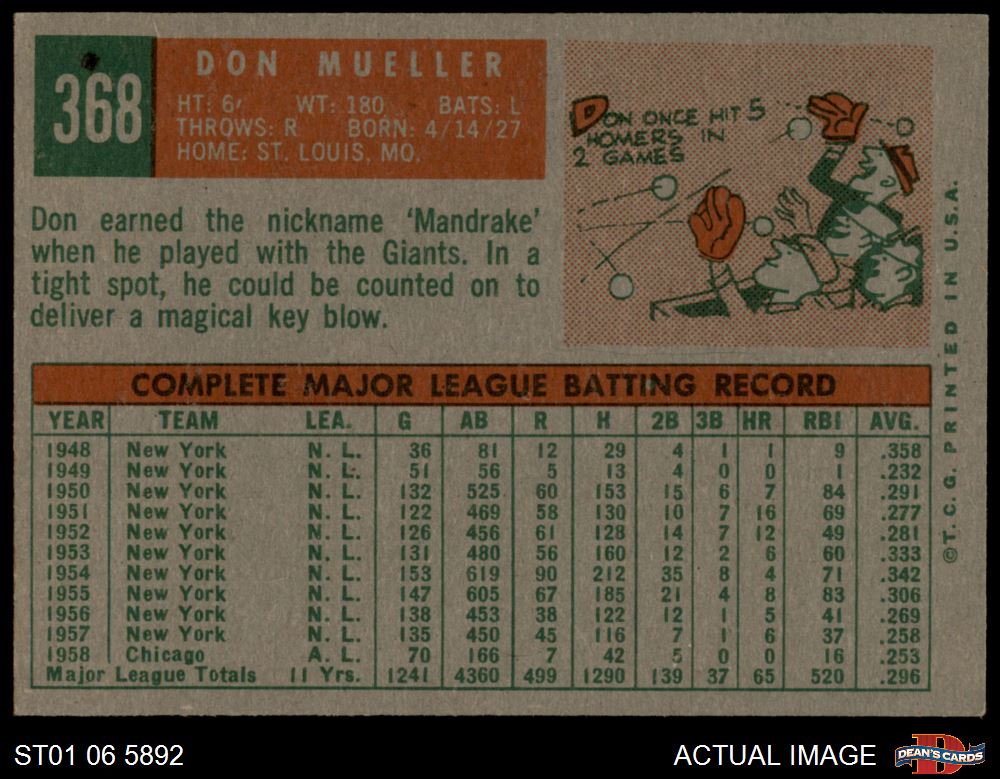 368
DON MUELLER
HT: 6' WT: 180 BATS: L
THROWS: R BORN: 4/14/27
HOME: ST. LOUIS, MO.
DON ONCE HIT 5
HOMERS IN
2 GAMES
Don earned the nickname 'Mandrake'
when he played with the Giants. In a
tight spot, he could be counted on to
deliver a magical key blow.
COMPLETE MAJOR LEAGUE BATTING RECORD
YEAR TEAM LEA. G AB R H 2B 3B HR RBI AVG.
1948 New York N. L. 36 81 12 29 4 1 1 9 .358
1949 New York N. L. 51 56 5 13 4 0 0 1 .232
1950 New York N. L. 132 525 60 153 15 6 7 84 .291
1951 New York N. L. 122 469 58 130 10 7 16 69 .277
1952 New York N. L. 126 456 61 128 14 7 12 49 .281
1953 New York N. L. 131 480 56 160 12 2 6 60 .333
1954 New York N. L. 153 619 90 212 35 8 4 71 .342
1955 New York N. L. 147 605 67 185 21 4 8 83 .306
1956 New York N. L. 138 453 38 122 12 1 5 41 .269
1957 New York N. L. 135 450 45 116 7 1 6 37 .258
1958 Chicago A. L. 70 166 7 42 5 0 0 16 .253
Major League Totals 11 Yrs. 1241 4360 499 1290 139 37 65 520 .296
©T. C. G. PRINTED IN U.S.A.
ST01 06 5892
ACTUAL IMAGE
DEAN'S CARDS